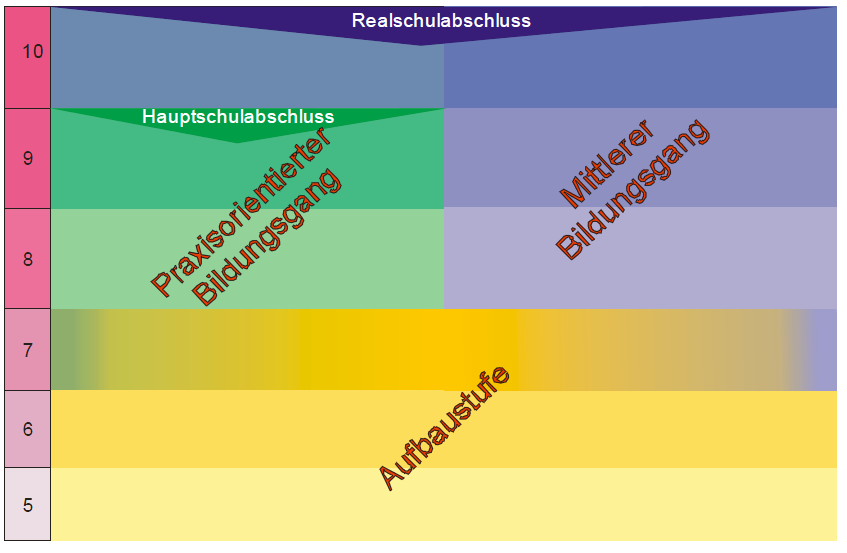 Realschulabschluss
10
Hauptschulabschluss
9
Praxisorientierter
Bildungsgang
Mittlerer
Bildungsgang
8
7
Aufbaustufe
6
5